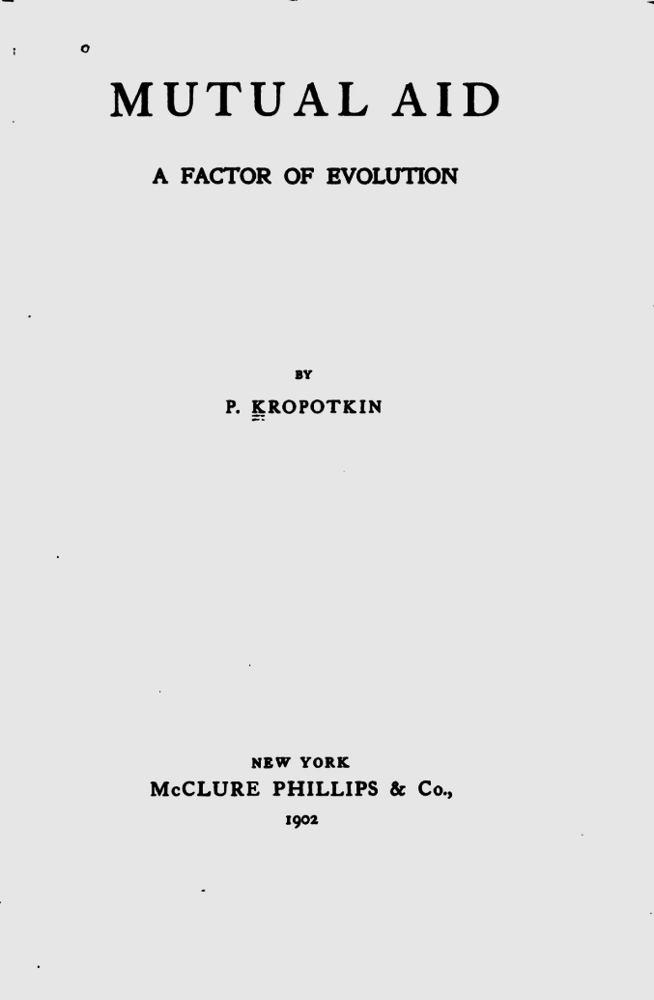 MUTUAL AID
A FACTOR OF EVOLUTION
BY
P. KROPOTKIN
NEW YORK
McCLURE PHILLIPS & Co.,
1902